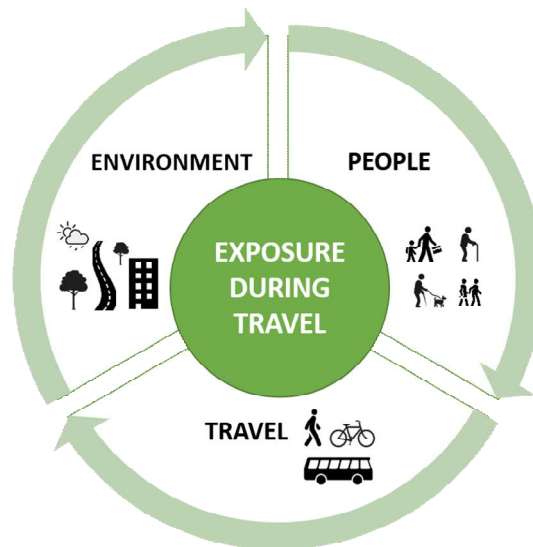 ENVIRONMENT
PEOPLE
EXPOSURE
DURING
TRAVEL
TRAVEL